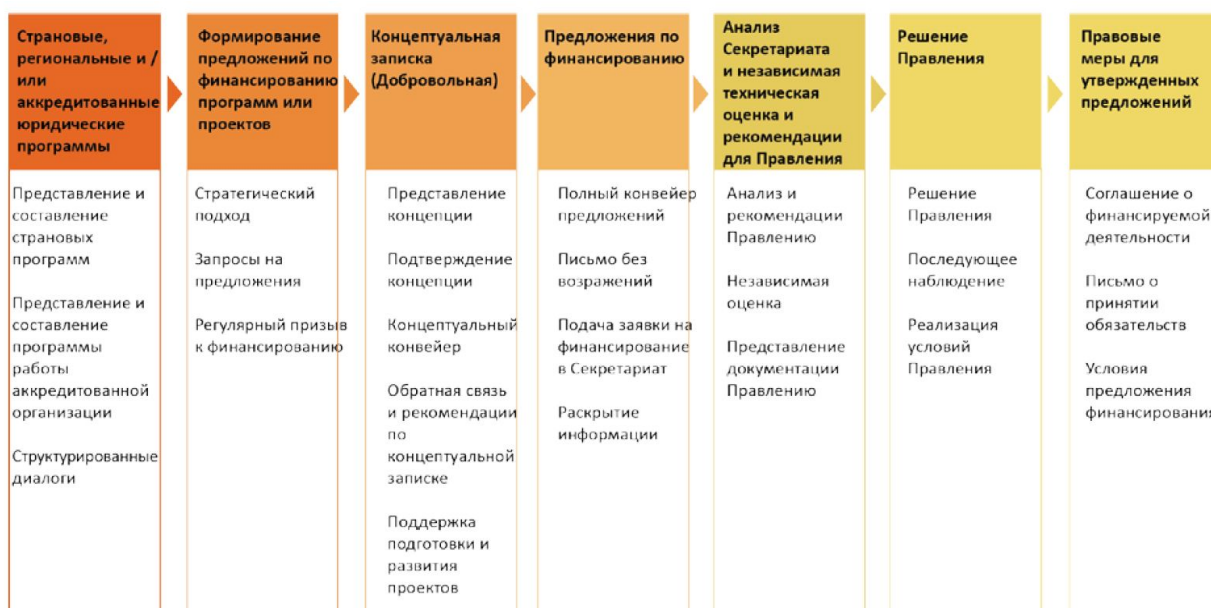 Страновые,
региональные и /
или
аккредитованные
юридические
программы
Формирование
предложений по
финансированию
программ или
проектов
Концептуальная
записка
(Добровольная)
Предложения по
финансированию
Анализ
Секретариата
и независимая
техническая
оценка и
рекомендации
для Правления
Решение
Правления
Правовые
меры для
утвержденных
предложений
Представление и
составление
страновых
программ
Представление и
составление
программы
работы
аккредитованной
организации
Структурированные
диалоги
Стратегический
подход
Запросы на
предложения
Регулярный призыв
к финансированию
Представление
концепции
Подтверждение
концепции
Концептуальный
конвейер
Обратная связь
и рекомендации
по
концептуальной
записке
Поддержка
подготовки и
развития
проектов
Полный конвейер
предложений
Письмо без
возражений
Подача заявки на
финансирование
в Секретариат
Раскрытие
информации
Анализ и
рекомендации
Правлению
Независимая
оценка
Представление
документации
Правлению
Решение
Правления
Последующее
наблюдение
Реализация
условий
Правления
Соглашение о
финансируемой
деятельности
Письмо о
принятии
обязательств
Условия
предложения
финансирования